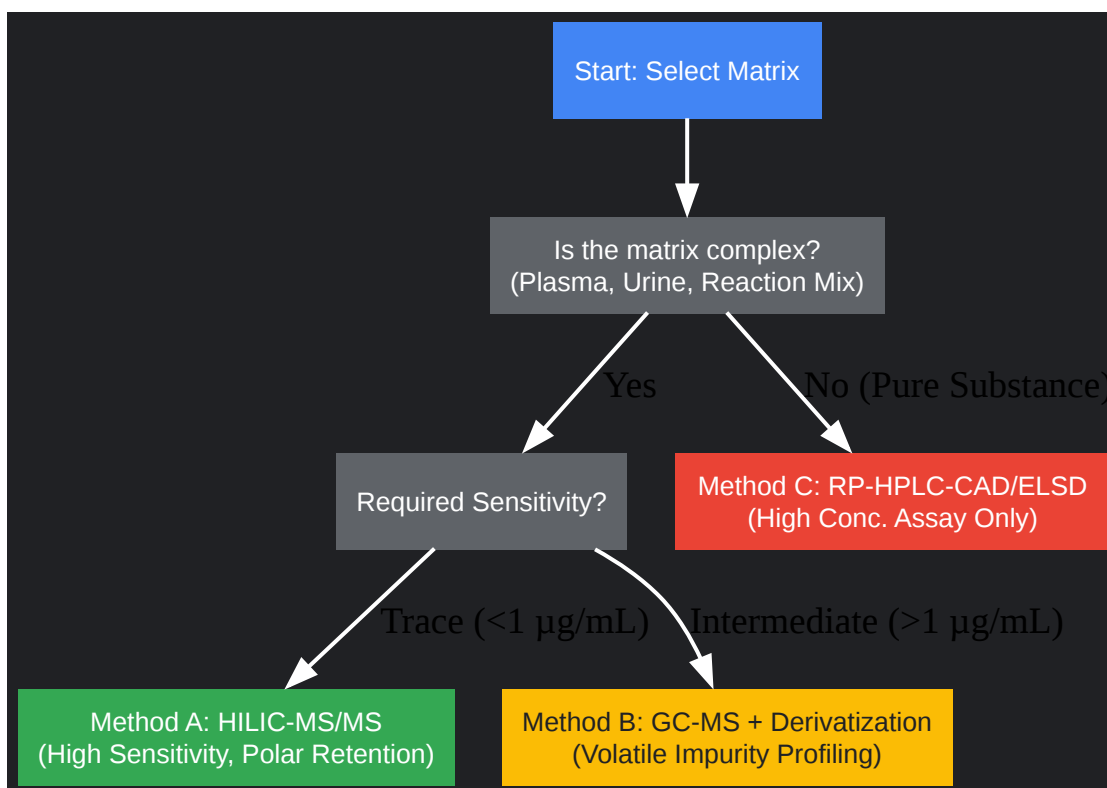 Start: Select Matrix
Is the matrix complex?
(Plasma, Urine, Reaction Mix)
Yes
No (Pure Substance)
Required Sensitivity?
Method C: RP-HPLC-CAD/ELSD
(High Conc. Assay Only)
Trace (<1 µg/mL)
Intermediate (>1 µg/mL)
Method A: HILIC-MS/MS
(High Sensitivity, Polar Retention)
Method B: GC-MS + Derivatization
(Volatile Impurity Profiling)